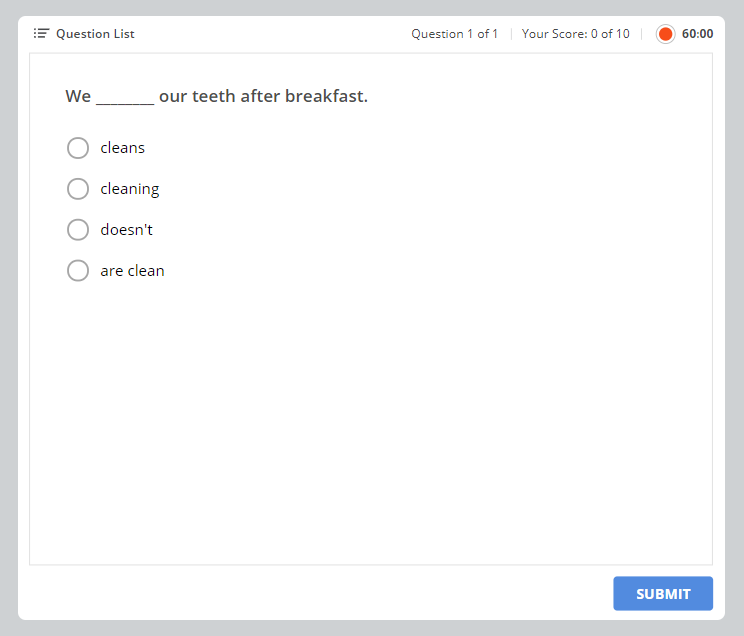 Question List
Question 1 of 1
Your Score: 0 of 10
60:00
We ________ our teeth after breakfast.
cleans
cleaning
doesn't
are clean
SUBMIT